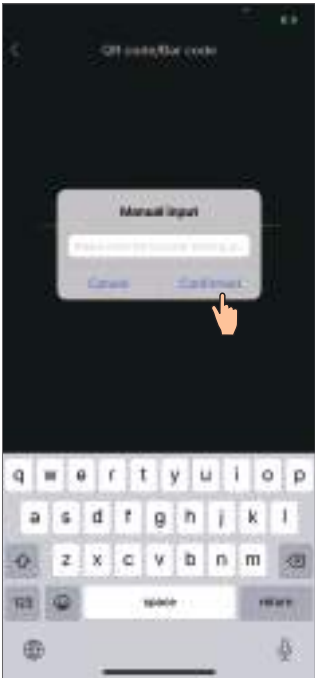 QR code/Bar code
Manual input
Cancel Confirmed
q w e r t y u i o p
a s d f g h j k l
z x c v b n m
123 space return